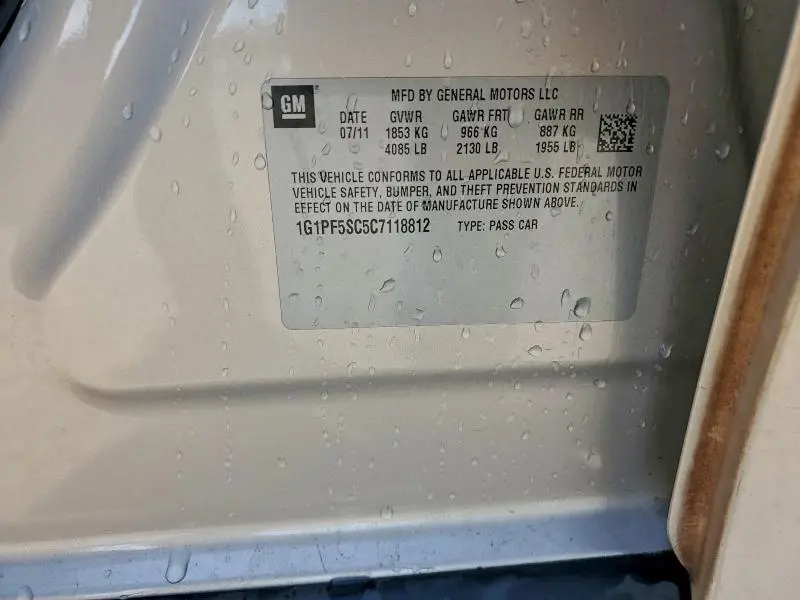 GM
MFD BY GENERAL MOTORS LLC
DATE GVWR GAWR FRT GAWR RR
07/11 1853 KG 966 KG 887 KG
4085 LB 2130 LB 1955 LB
THIS VEHICLE CONFORMS TO ALL APPLICABLE U.S. FEDERAL MOTOR
VEHICLE SAFETY, BUMPER, AND THEFT PREVENTION STANDARDS IN
EFFECT ON THE DATE OF MANUFACTURE SHOWN ABOVE.
1G1PF5SC5C7118812 TYPE: PASS CAR